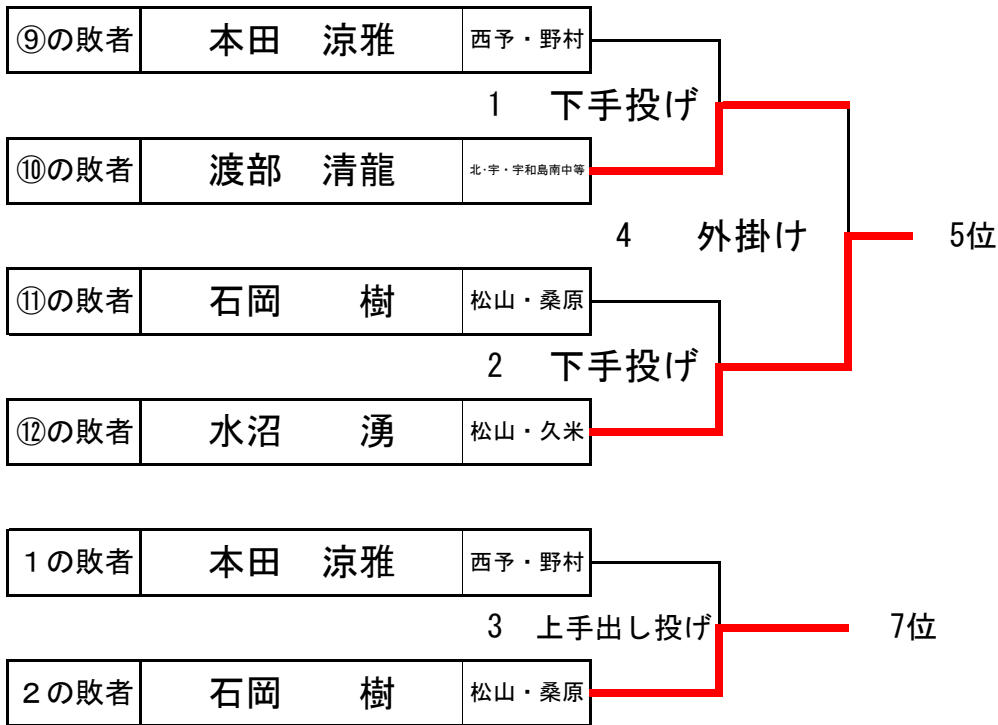 ⑨の敗者 本田 涼雅 西予・野村
1 下手投げ
⑩の敗者 渡部 清龍 北・宇・宇和島南中等
4 外掛け 5位
⑪の敗者 石岡 樹 松山・桑原
2 下手投げ
⑫の敗者 水沼 湧 松山・久米
１の敗者 本田 涼雅 西予・野村
3 上手出し投げ 7位
２の敗者 石岡 樹 松山・桑原